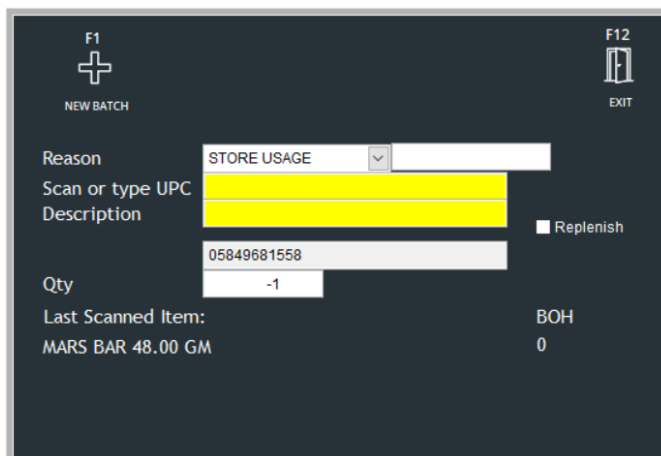 F1
F12
NEW BATCH
EXIT
Reason STORE USAGE
Scan or type UPC
Description
Replenish
05849681558
Qty -1
Last Scanned Item: BOH
MARS BAR 48.00 GM 0